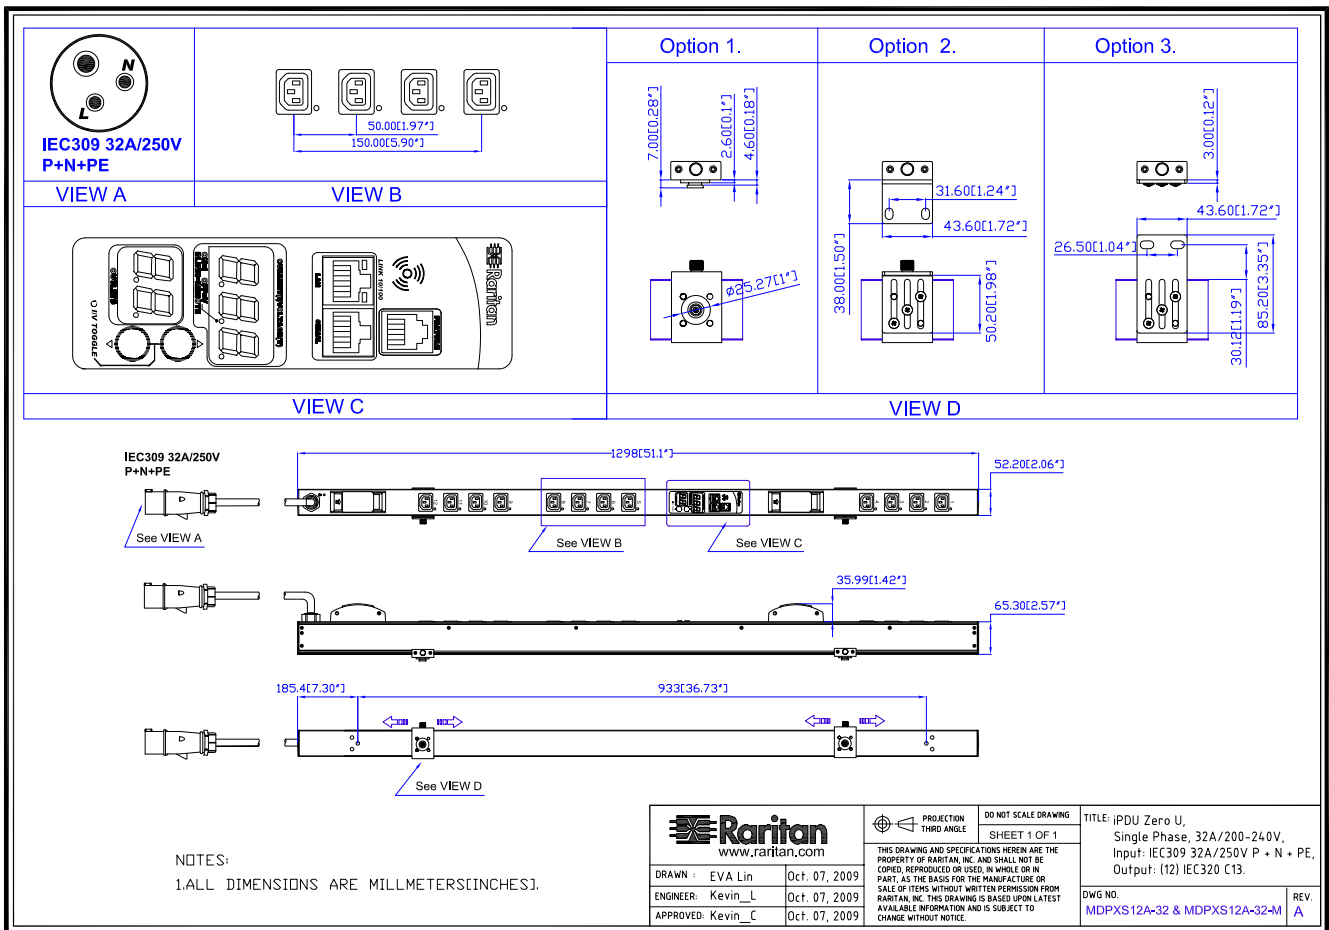 N
L
IEC309 32A/250V
P+N+PE
VIEW A
50.00[1.97"]
150.00[5.90"]
VIEW B
Option 1.
Option 2.
Option 3.
7.00[0.28"]
2.60[0.1"]
4.60[0.18"]
ø25.27[1"]
31.60[1.24"]
43.60[1.72"]
38.00[1.50"]
50.20[1.98"]
3.00[0.12"]
43.60[1.72"]
26.50[1.04"]
30.12[1.19"]
85.20[3.35"]
LINK 10/100
LAN
Raritan
TOGGLE
VIEW C
VIEW D
IEC309 32A/250V
P+N+PE
1298[51.1"]
52.20[2.06"]
See VIEW A
See VIEW B
See VIEW C
35.99[1.42"]
65.30[2.57"]
185.4[7.30"]
933[36.73"]
See VIEW D
NOTES:
1.ALL DIMENSIONS ARE MILLMETERS[INCHES].
Raritan
www.raritan.com
DRAWN : EVA Lin Oct. 07, 2009
ENGINEER: Kevin_L Oct. 07, 2009
APPROVED: Kevin_C Oct. 07, 2009
PROJECTION
THIRD ANGLE
DO NOT SCALE DRAWING
SHEET 1 OF 1
THIS DRAWING AND SPECIFICATIONS HEREIN ARE THE
PROPERTY OF RARITAN, INC. AND SHALL NOT BE
COPIED, REPRODUCED OR USED, IN WHOLE OR IN
PART, AS THE BASIS FOR THE MANUFACTURE OR
SALE OF ITEMS WITHOUT WRITTEN PERMISSION FROM
RARITAN, INC. THIS DRAWING IS BASED UPON LATEST
AVAILABLE INFORMATION AND IS SUBJECT TO
CHANGE WITHOUT NOTICE.
TITLE: iPDU Zero U,
Single Phase, 32A/200-240V,
Input: IEC309 32A/250V P + N + PE,
Output: (12) IEC320 C13.
DWG NO.
MDPXS12A-32 & MDPXS12A-32-M
REV.
A